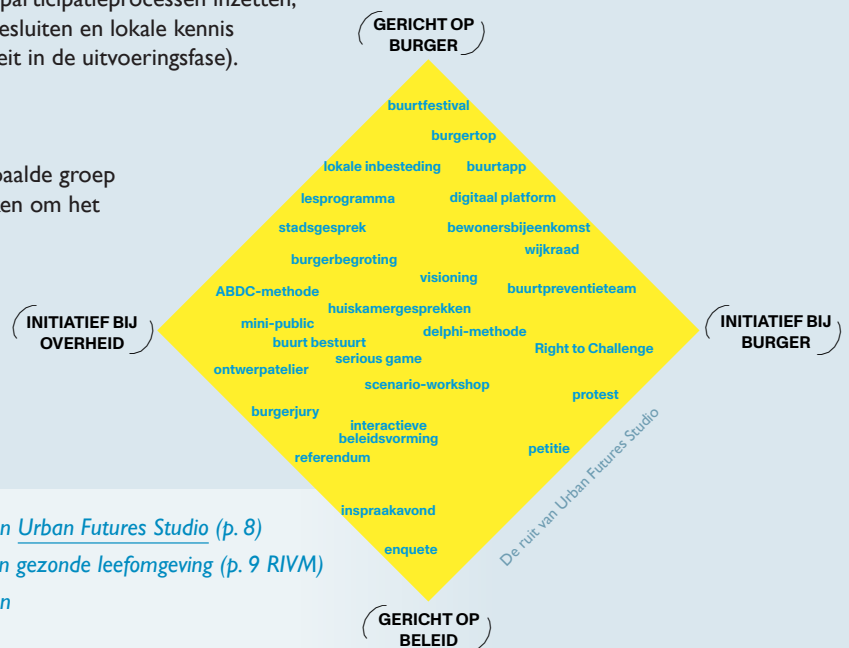 participatieprocessen inzetten,
esluiten en lokale kennis
eit in de uitvoeringsfase).
paalde groep
ken om het
GERICHT OP
BURGER
buurtfestival
burgertop
lokale inbesteding
buurtapp
lesprogramma
digitaal platform
stadsgesprek
bewonersbijeenkomst
wijkraad
burgerbegroting
visioning
buurtpreventieteam
ABDC-methode
huiskamergesprekken
INITIATIEF BIJ
OVERHEID
mini-public
delphi-methode
INITIATIEF BIJ
BURGER
buurt bestuurt
Right to Challenge
serious game
ontwerpatelier
scenario-workshop
protest
burgerjury
interactieve
beleidsvorming
referendum
petitie
De ruit van Urban Futures Studio
inspraakavond
enquete
n Urban Futures Studio (p. 8)
n gezonde leefomgeving (p. 9 RIVM)
n
GERICHT OP
BELEID